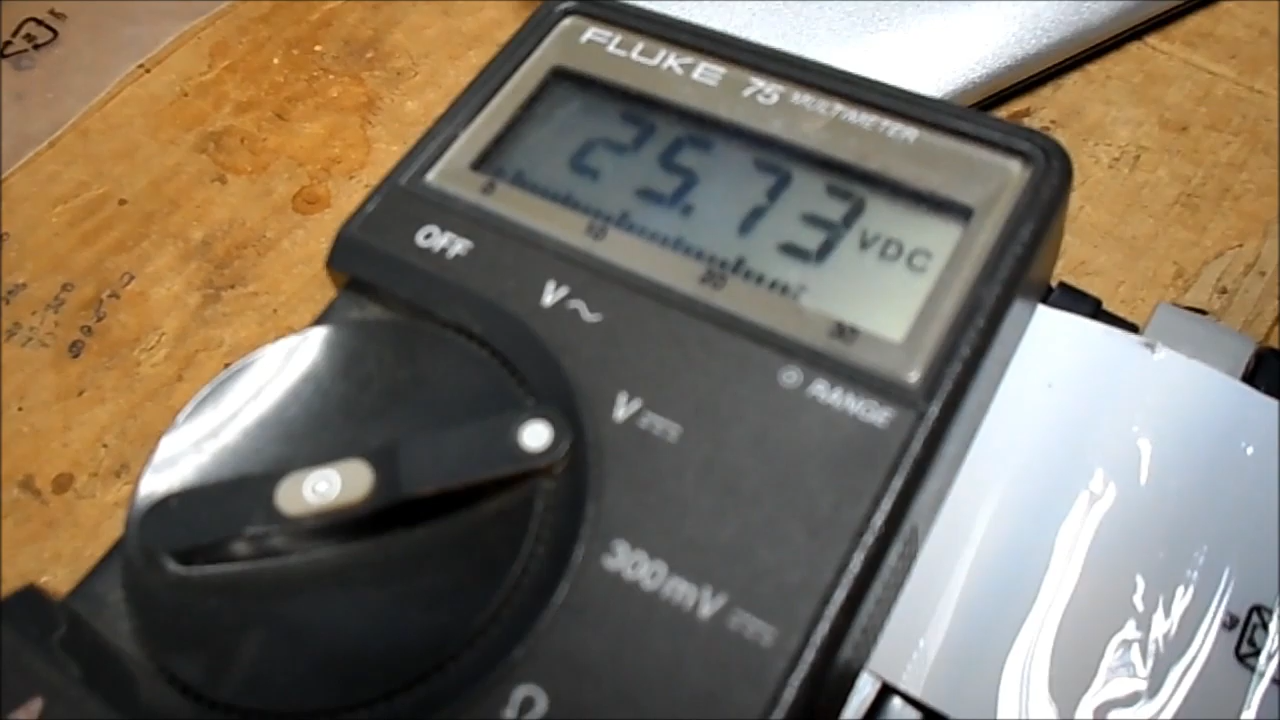 FLUKE 75 MULTIMETER
25.73 VDC
0 10 20 30
OFF
V~
RANGE
V⎓
300mV⎓
Ω